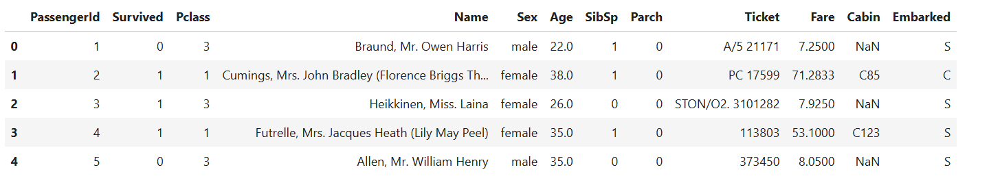 PassengerId Survived Pclass Name Sex Age SibSp Parch Ticket Fare Cabin Embarked
0 1 0 3 Braund, Mr. Owen Harris male 22.0 1 0 A/5 21171 7.2500 NaN S
1 2 1 1 Cumings, Mrs. John Bradley (Florence Briggs Th... female 38.0 1 0 PC 17599 71.2833 C85 C
2 3 1 3 Heikkinen, Miss. Laina female 26.0 0 0 STON/O2. 3101282 7.9250 NaN S
3 4 1 1 Futrelle, Mrs. Jacques Heath (Lily May Peel) female 35.0 1 0 113803 53.1000 C123 S
4 5 0 3 Allen, Mr. William Henry male 35.0 0 0 373450 8.0500 NaN S